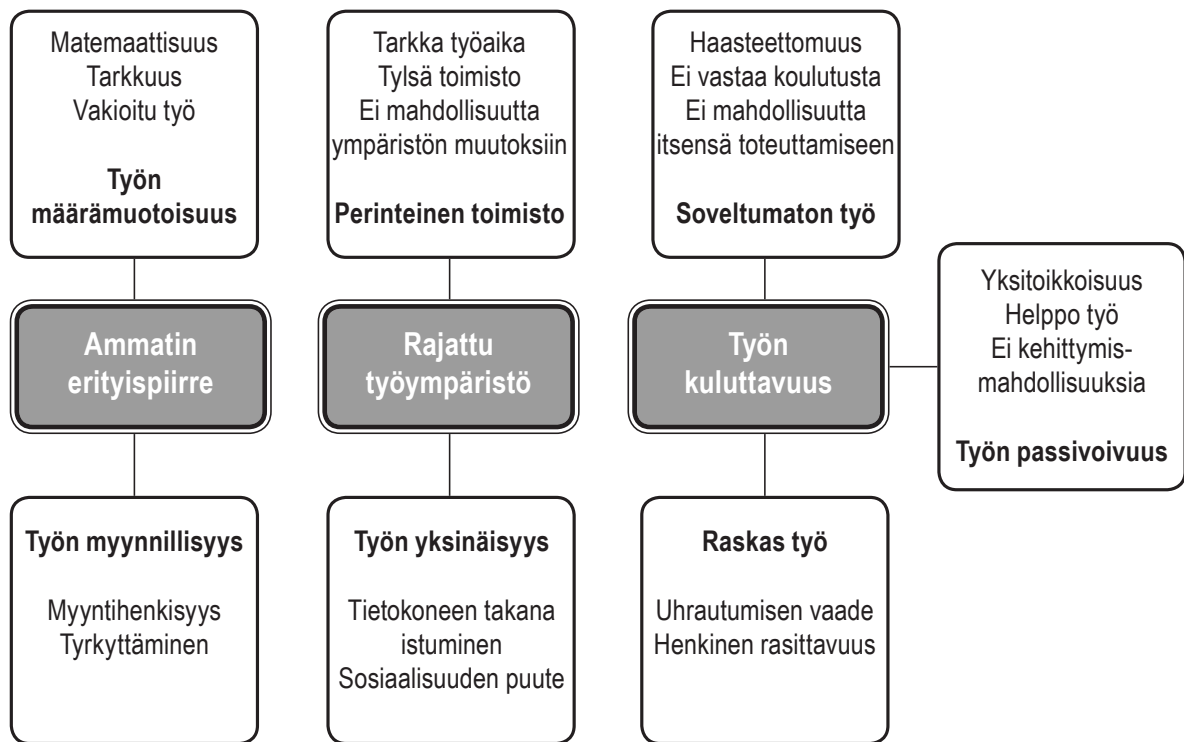 Matemaattisuus
Tarkkuus
Vakioitu työ
Työn
määrämuotoisuus
Tarkka työaika
Tylsä toimisto
Ei mahdollisuutta
ympäristön muutoksiin
Perinteinen toimisto
Haasteettomuus
Ei vastaa koulutusta
Ei mahdollisuutta
itsensä toteuttamiseen
Soveltumaton työ
Ammatin
erityispiirre
Rajattu
työympäristö
Työn
kuluttavuus
Yksitoikkoisuus
Helppo työ
Ei kehittymis-
mahdollisuuksia
Työn passivoivuus
Työn myynnillisyys
Myyntihenkisyys
Tyrkyttäminen
Työn yksinäisyys
Tietokoneen takana
istuminen
Sosiaalisuuden puute
Raskas työ
Uhrautumisen vaade
Henkinen rasittavuus